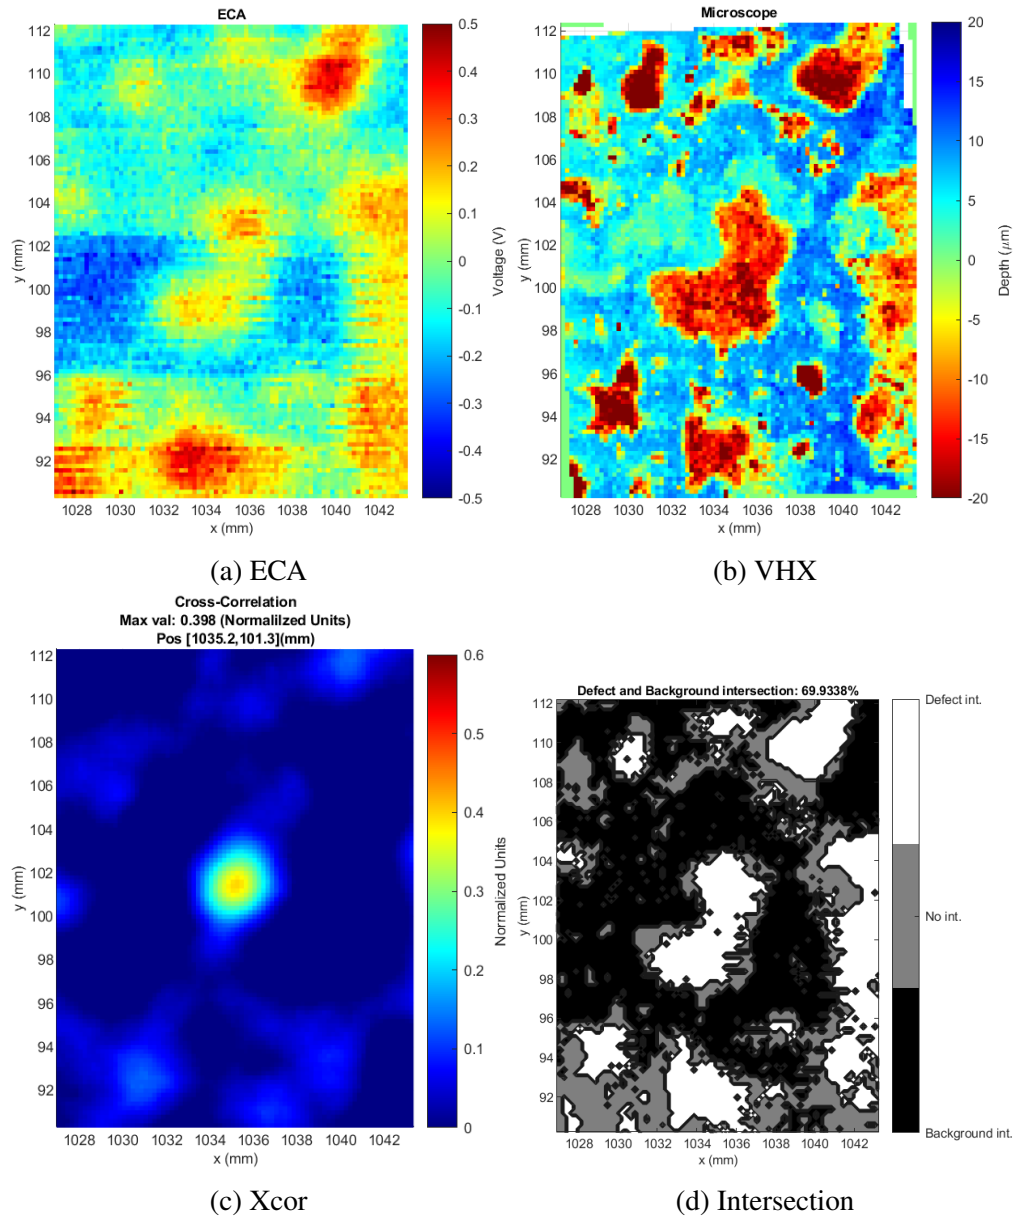 ECA
112
110
108
106
104
102
100
98
96
94
92
y (mm)
1028 1030 1032 1034 1036 1038 1040 1042
x (mm)
0.5
0.4
0.3
0.2
0.1
0
-0.1
-0.2
-0.3
-0.4
-0.5
Voltage (V)
(a) ECA
Microscope
112
110
108
106
104
102
100
98
96
94
92
y (mm)
1028 1030 1032 1034 1036 1038 1040 1042
x (mm)
20
15
10
5
0
-5
-10
-15
-20
Depth (μm)
(b) VHX
Cross-Correlation
Max val: 0.398 (Normalilzed Units)
Pos [1035.2,101.3](mm)
112
110
108
106
104
102
100
98
96
94
92
y (mm)
1028 1030 1032 1034 1036 1038 1040 1042
x (mm)
0.6
0.5
0.4
0.3
0.2
0.1
0
Normalized Units
(c) Xcor
Defect and Background intersection: 69.9338%
112
110
108
106
104
102
100
98
96
94
92
y (mm)
1028 1030 1032 1034 1036 1038 1040 1042
x (mm)
Defect int.
No int.
Background int.
(d) Intersection